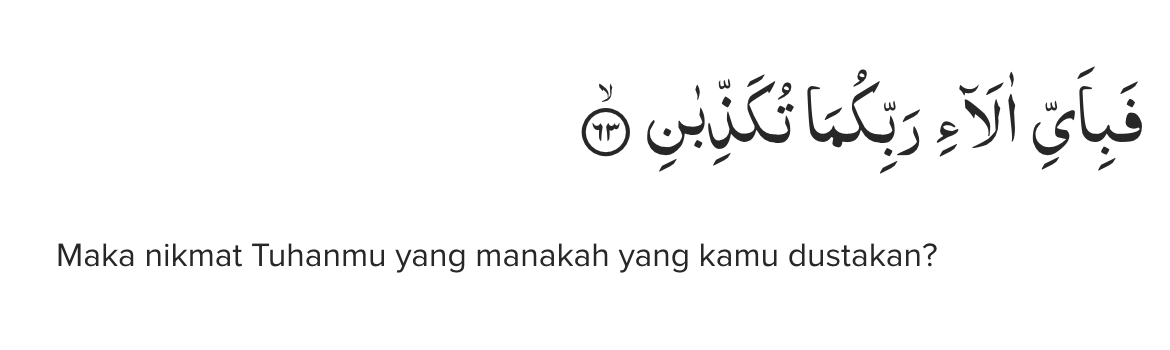 فَبِاَيِّ اٰلَاۤءِ رَبِّكُمَا تُكَذِّبٰنِۙ ٦٣
Maka nikmat Tuhanmu yang manakah yang kamu dustakan?